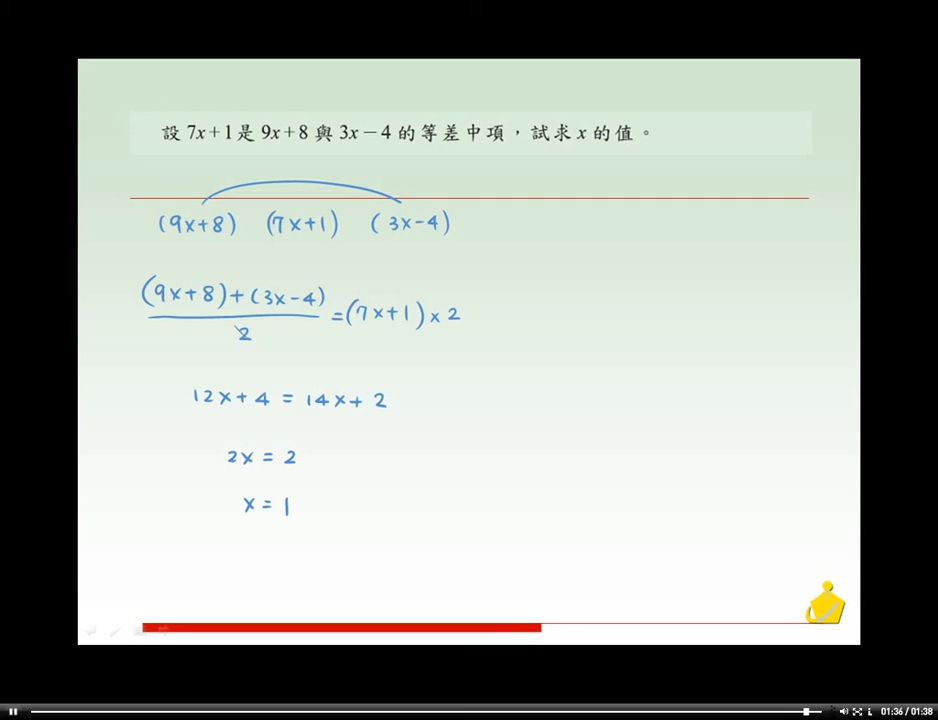 設 7x+1是 9x+8 與 3x－4 的等差中項，試求 x 的值。
(9x+8) (7x+1) (3x-4)
(9x+8)+(3x-4)
2
=(7x+1)×2
12x+4 = 14x+2
2x = 2
x = 1
01:36 / 01:38